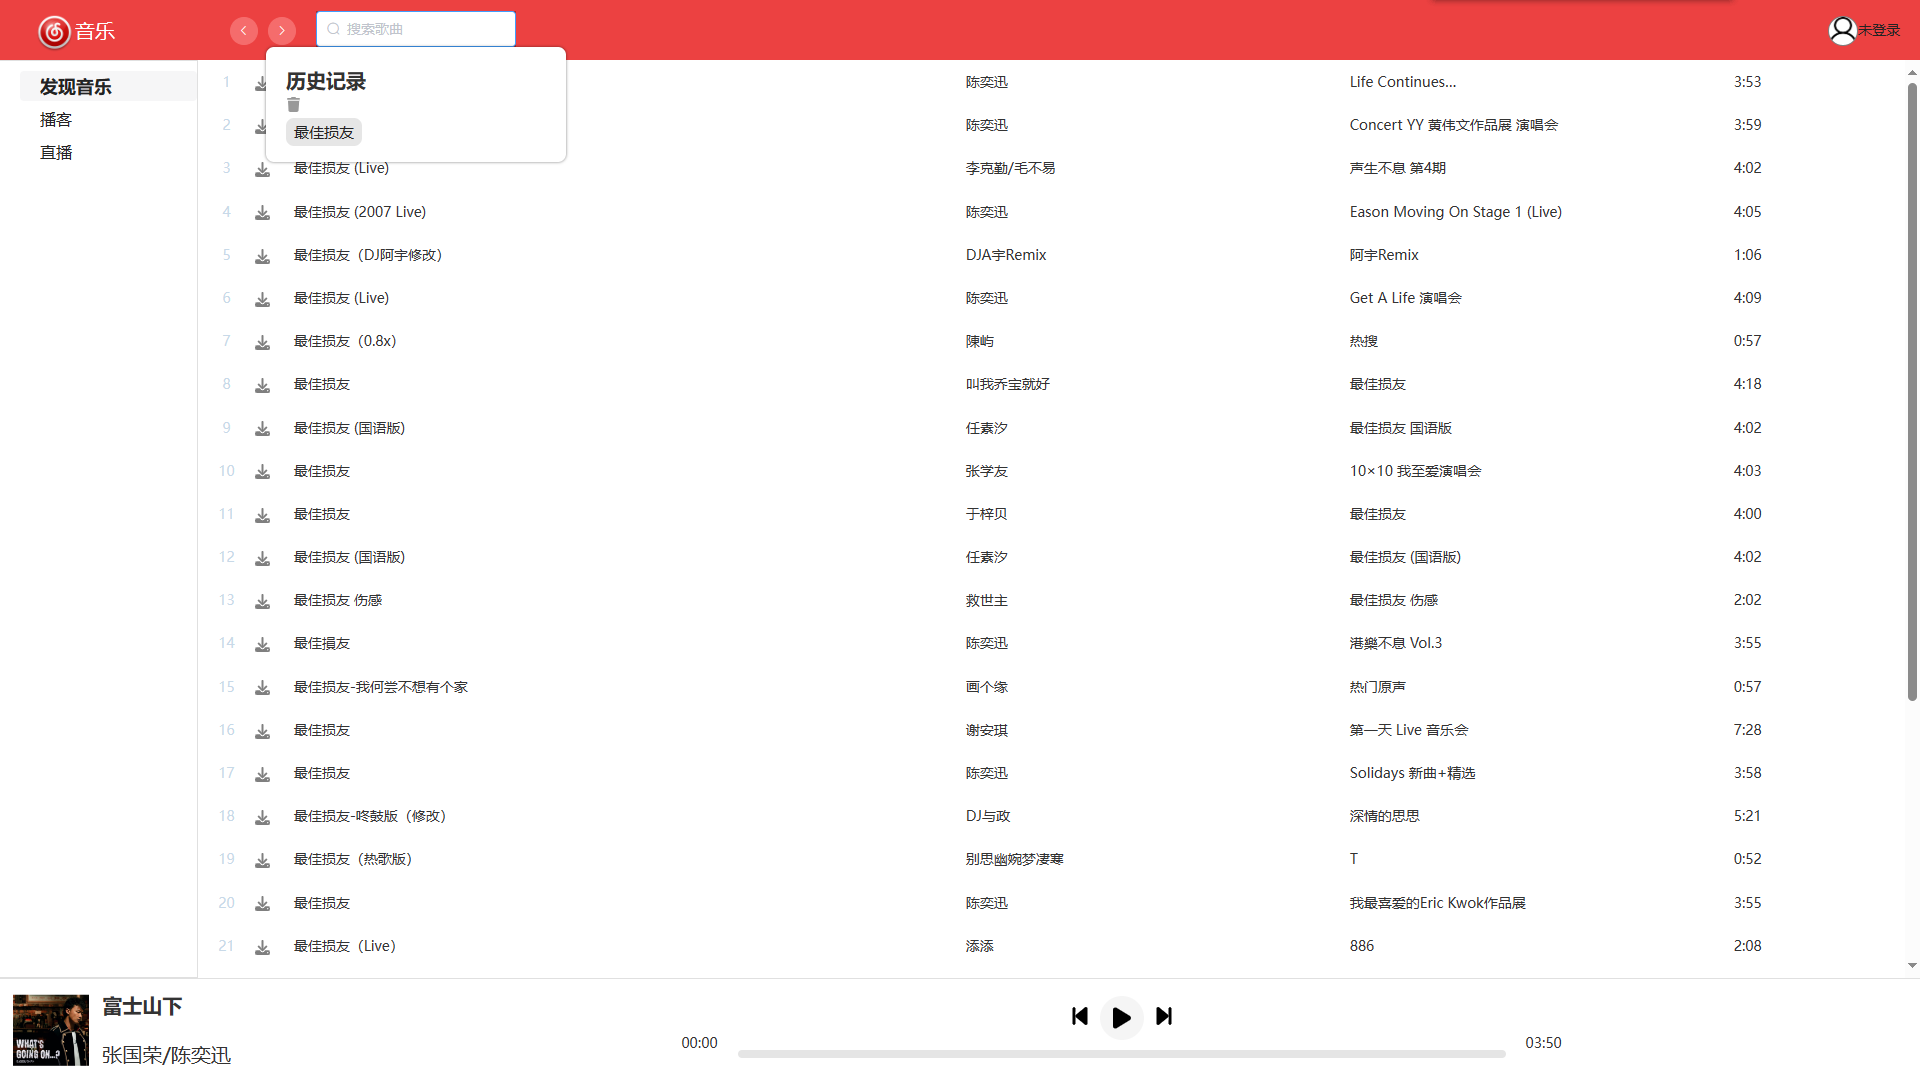 音乐
搜索歌曲
未登录
发现音乐
播客
直播
历史记录
最佳损友
1 陈奕迅 Life Continues... 3:53
2 陈奕迅 Concert YY 黄伟文作品展 演唱会 3:59
3 最佳损友 (Live) 李克勤/毛不易 声生不息 第4期 4:02
4 最佳损友 (2007 Live) 陈奕迅 Eason Moving On Stage 1 (Live) 4:05
5 最佳损友（DJ阿宇修改） DJA宇Remix 阿宇Remix 1:06
6 最佳损友 (Live) 陈奕迅 Get A Life 演唱会 4:09
7 最佳损友（0.8x） 陳屿 热搜 0:57
8 最佳损友 叫我乔宝就好 最佳损友 4:18
9 最佳损友 (国语版) 任素汐 最佳损友 国语版 4:02
10 最佳损友 张学友 10×10 我至爱演唱会 4:03
11 最佳损友 于梓贝 最佳损友 4:00
12 最佳损友 (国语版) 任素汐 最佳损友 (国语版) 4:02
13 最佳损友 伤感 救世主 最佳损友 伤感 2:02
14 最佳損友 陈奕迅 港樂不息 Vol.3 3:55
15 最佳损友-我何尝不想有个家 画个缘 热门原声 0:57
16 最佳损友 谢安琪 第一天 Live 音乐会 7:28
17 最佳损友 陈奕迅 Solidays 新曲+精选 3:58
18 最佳损友-咚鼓版（修改） DJ与政 深情的思思 5:21
19 最佳损友（热歌版） 别思幽婉梦凄寒 T 0:52
20 最佳损友 陈奕迅 我最喜爱的Eric Kwok作品展 3:55
21 最佳损友（Live） 添添 886 2:08
WHAT'S
GOING ON...?
富士山下
张国荣/陈奕迅
00:00
03:50